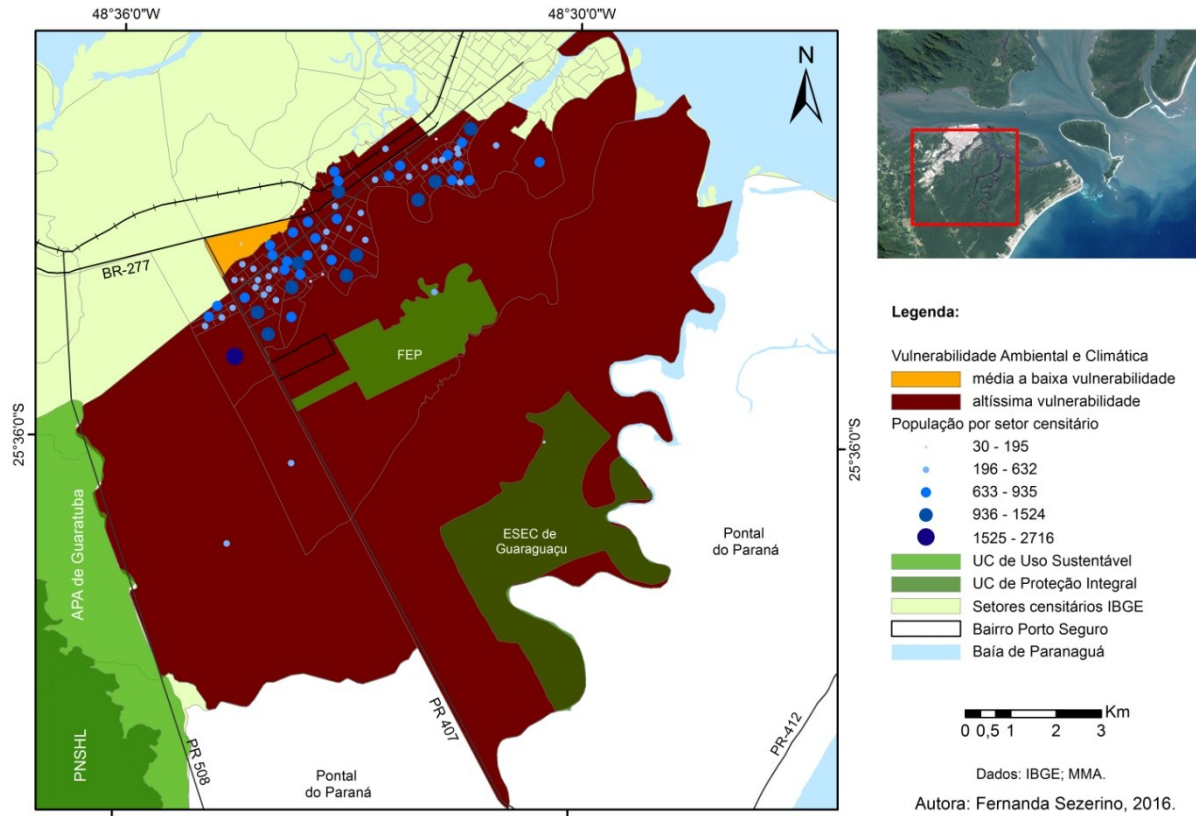 48°36'0"W
48°30'0"W
N
BR-277
FEP
25°36'0"S
25°36'0"S
APA de Guaratuba
ESEC de
Guaraguaçu
Pontal
do Paraná
PNSHL
PR 508
PR 407
Pontal
do Paraná
PR-412
Legenda:
Vulnerabilidade Ambiental e Climática
média a baixa vulnerabilidade
altíssima vulnerabilidade
População por setor censitário
30 - 195
196 - 632
633 - 935
936 - 1524
1525 - 2716
UC de Uso Sustentável
UC de Proteção Integral
Setores censitários IBGE
Bairro Porto Seguro
Baía de Paranaguá
Km
0 0,5 1 2 3
Dados: IBGE; MMA.
Autora: Fernanda Sezerino, 2016.